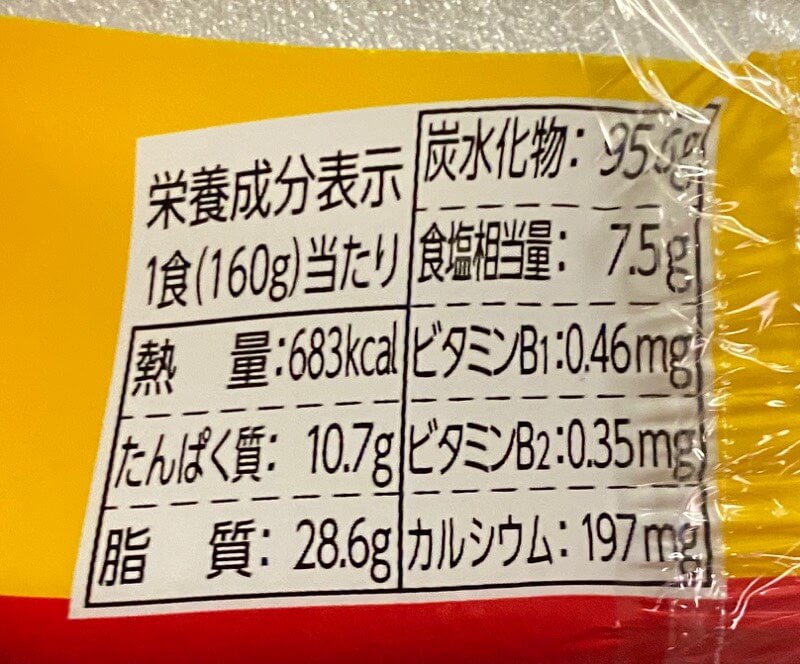 栄養成分表示
1食(160g)当たり
熱 量:683kcal
たんぱく質: 10.7g
脂 質: 28.6g
炭水化物:
食塩相当量: 7.5g
ビタミンB1:0.46mg
ビタミンB2:0.35mg
カルシウム: 197mg